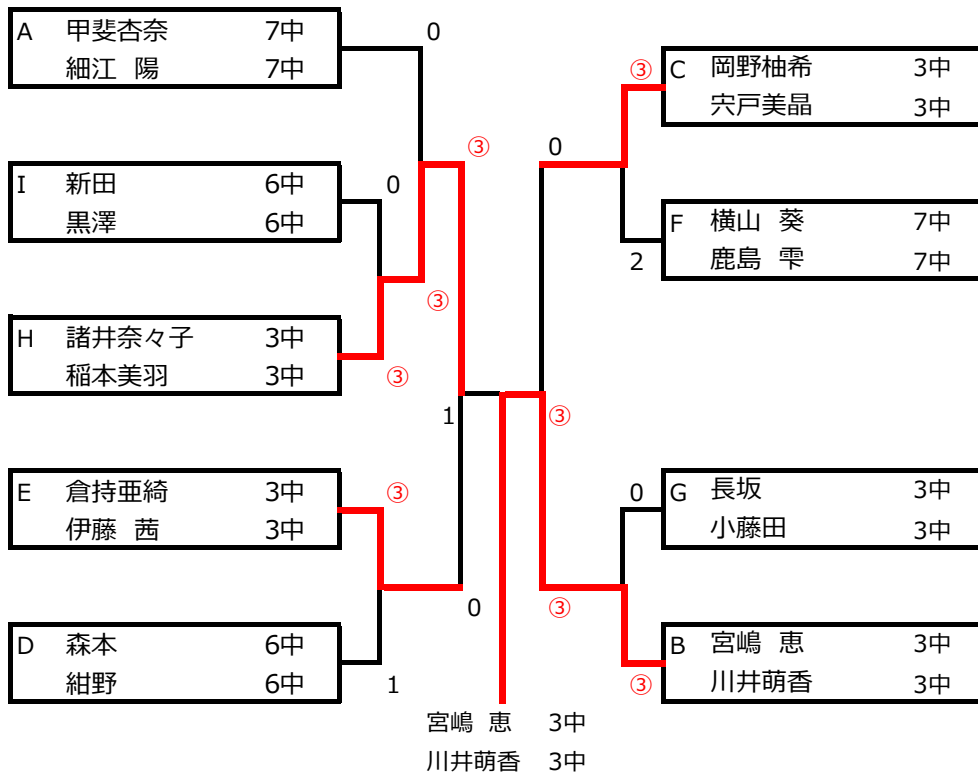 A 甲斐杏奈 7中
細江 陽 7中
0
③
0
I 新田 6中
黒澤 6中
③
H 諸井奈々子 3中
稲本美羽 3中
③
1
E 倉持亜綺 3中
伊藤 茜 3中
③
0
D 森本 6中
紺野 6中
1
③ C 岡野柚希 3中
宍戸美晶 3中
0
F 横山 葵 7中
鹿島 雫 7中
2
③
0 G 長坂 3中
小藤田 3中
③
B 宮嶋 恵 3中
川井萌香 3中
③
宮嶋 恵 3中
川井萌香 3中